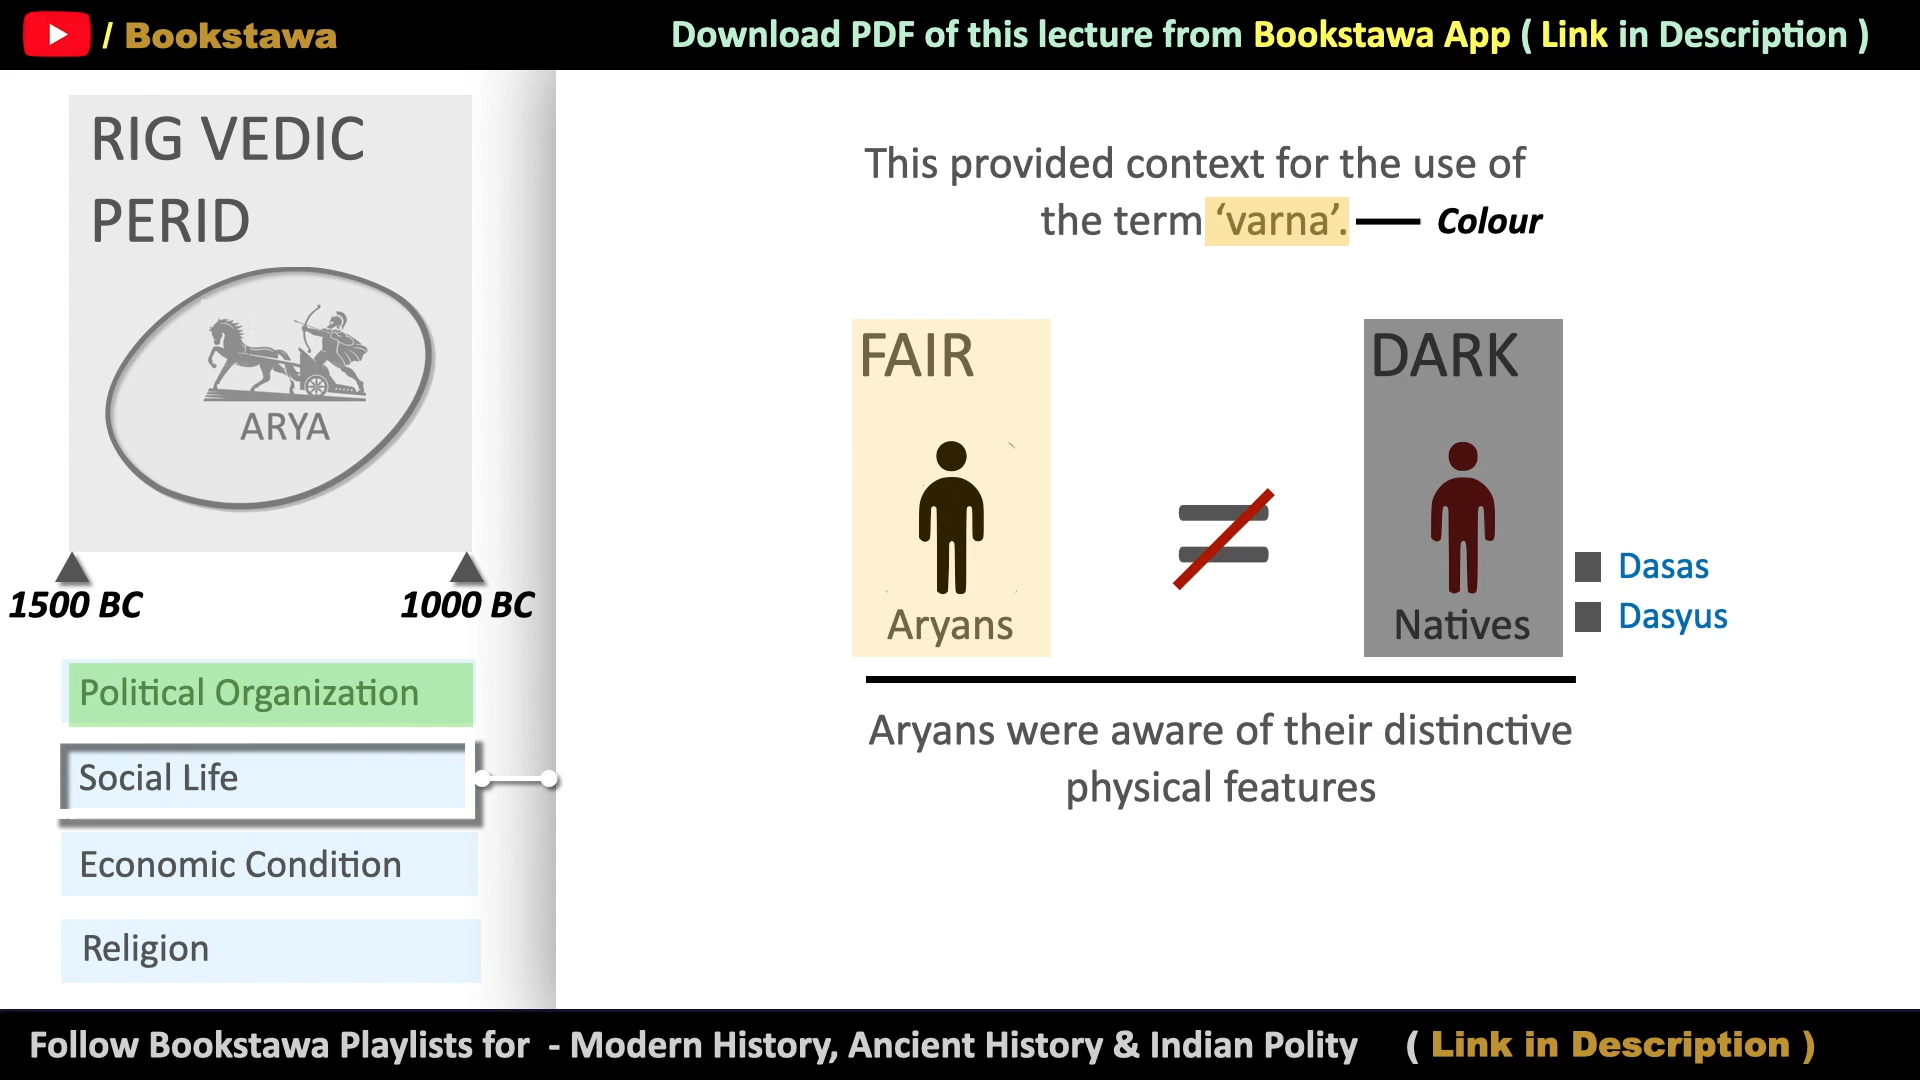 / Bookstawa
Download PDF of this lecture from Bookstawa App ( Link in Description )
RIG VEDIC
PERID
ARYA
1500 BC
1000 BC
Political Organization
Social Life
Economic Condition
Religion
This provided context for the use of
the term ‘varna’. Colour
FAIR
Aryans
DARK
Natives
Dasas
Dasyus
Aryans were aware of their distinctive
physical features
Follow Bookstawa Playlists for - Modern History, Ancient History & Indian Polity ( Link in Description )